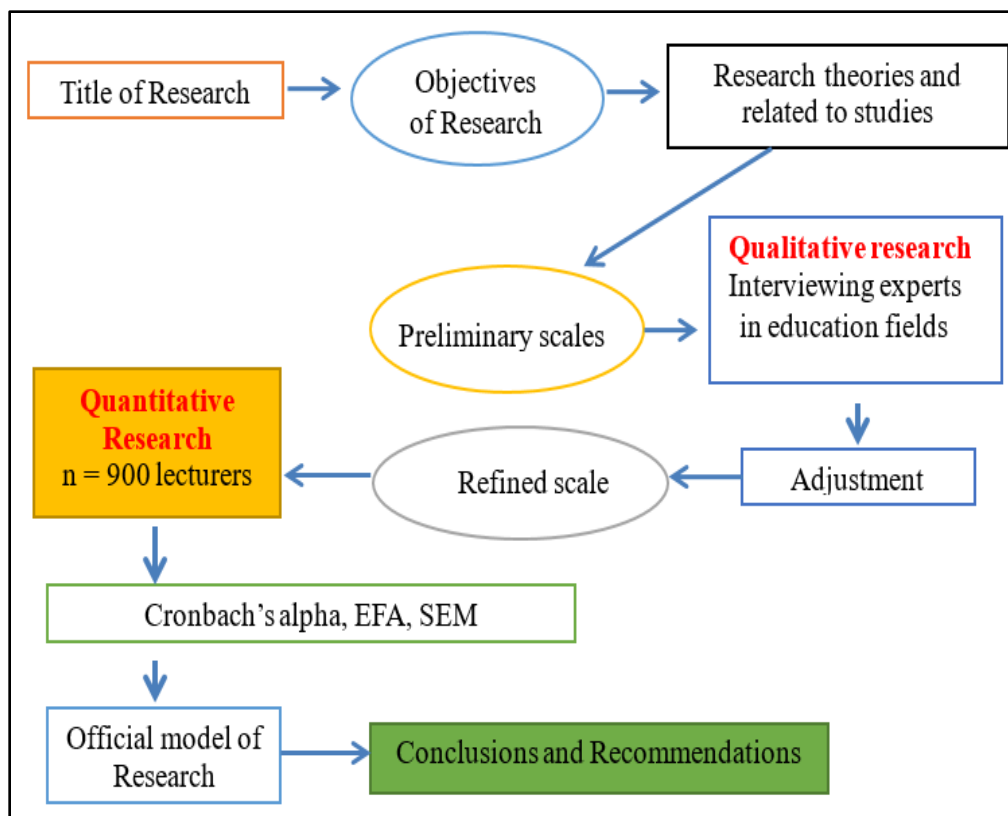 Title of Research
Objectives
of Research
Research theories and
related to studies
Preliminary scales
Qualitative research
Interviewing experts
in education fields
Adjustment
Refined scale
Quantitative
Research
n = 900 lecturers
Cronbach’s alpha, EFA, SEM
Official model of
Research
Conclusions and Recommendations